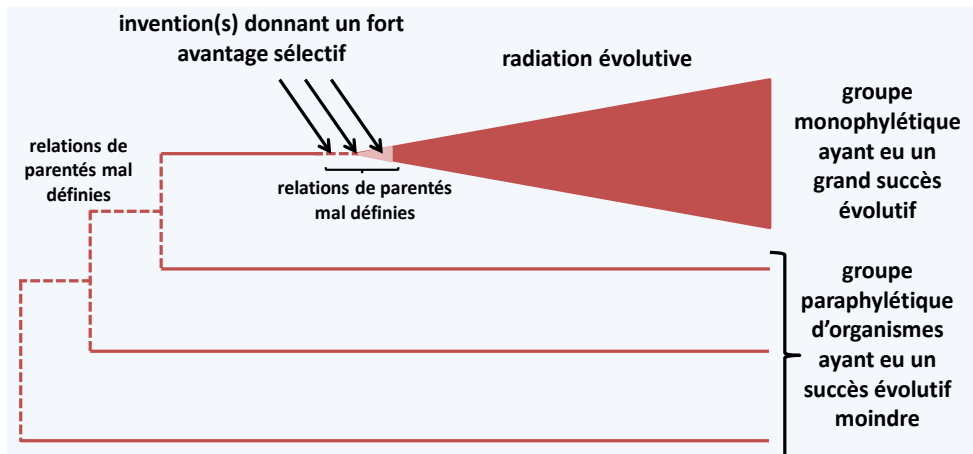 invention(s) donnant un fort
avantage sélectif
radiation évolutive
groupe
monophylétique
ayant eu un
grand succès
évolutif
relations de
parentés mal
définies
relations de parentés
mal définies
groupe
paraphylétique
d'organismes
ayant eu un
succès évolutif
moindre